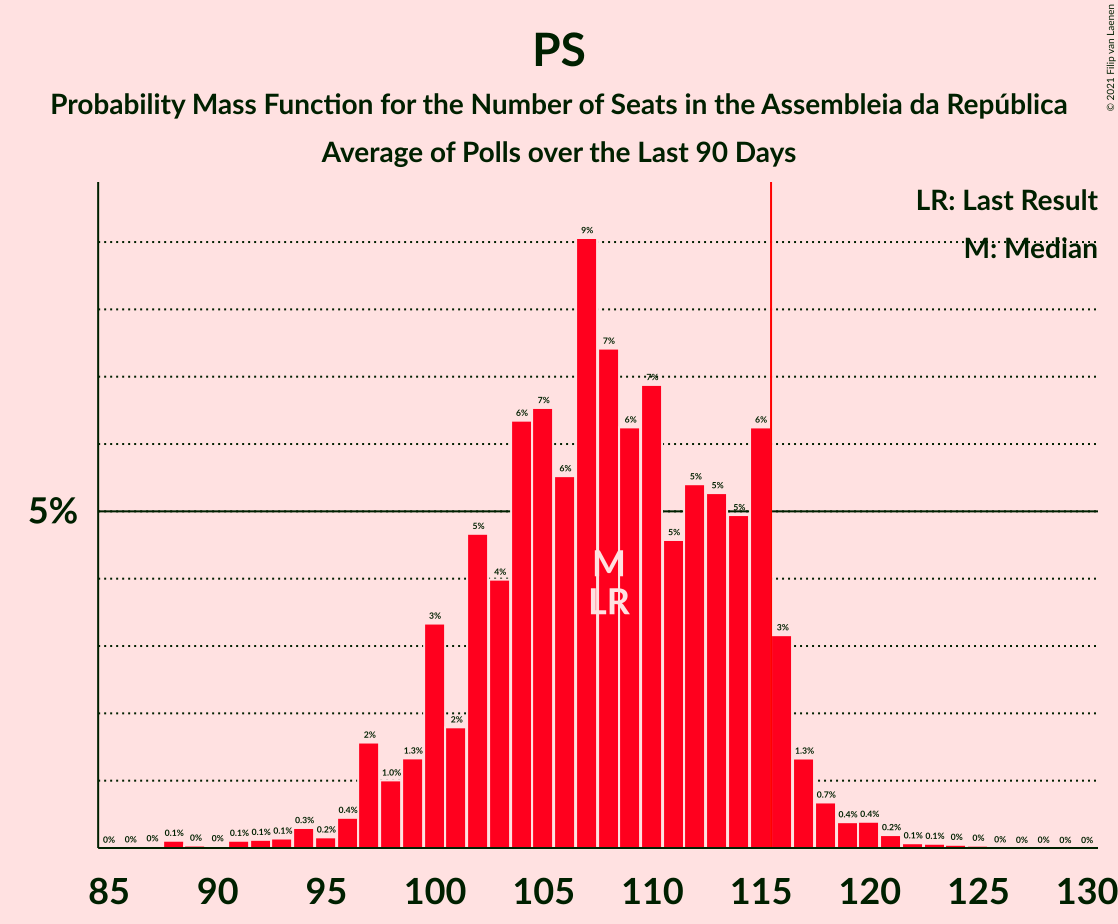 PS
Probability Mass Function for the Number of Seats in the Assembleia da República
Average of Polls over the Last 90 Days
© 2021 Filip van Laenen
LR: Last Result
M: Median
5%
0% 0% 0% 0.1% 0% 0% 0.1% 0.1% 0.1% 0.3% 0.2% 0.4% 2% 1.0% 1.3% 3% 2% 5% 4% 6% 7% 6% 9% 7% 6% 7% 5% 5% 5% 5% 6% 3% 1.3% 0.7% 0.4% 0.4% 0.2% 0.1% 0.1% 0% 0% 0% 0% 0% 0% 0%
M
LR
85 90 95 100 105 110 115 120 125 130